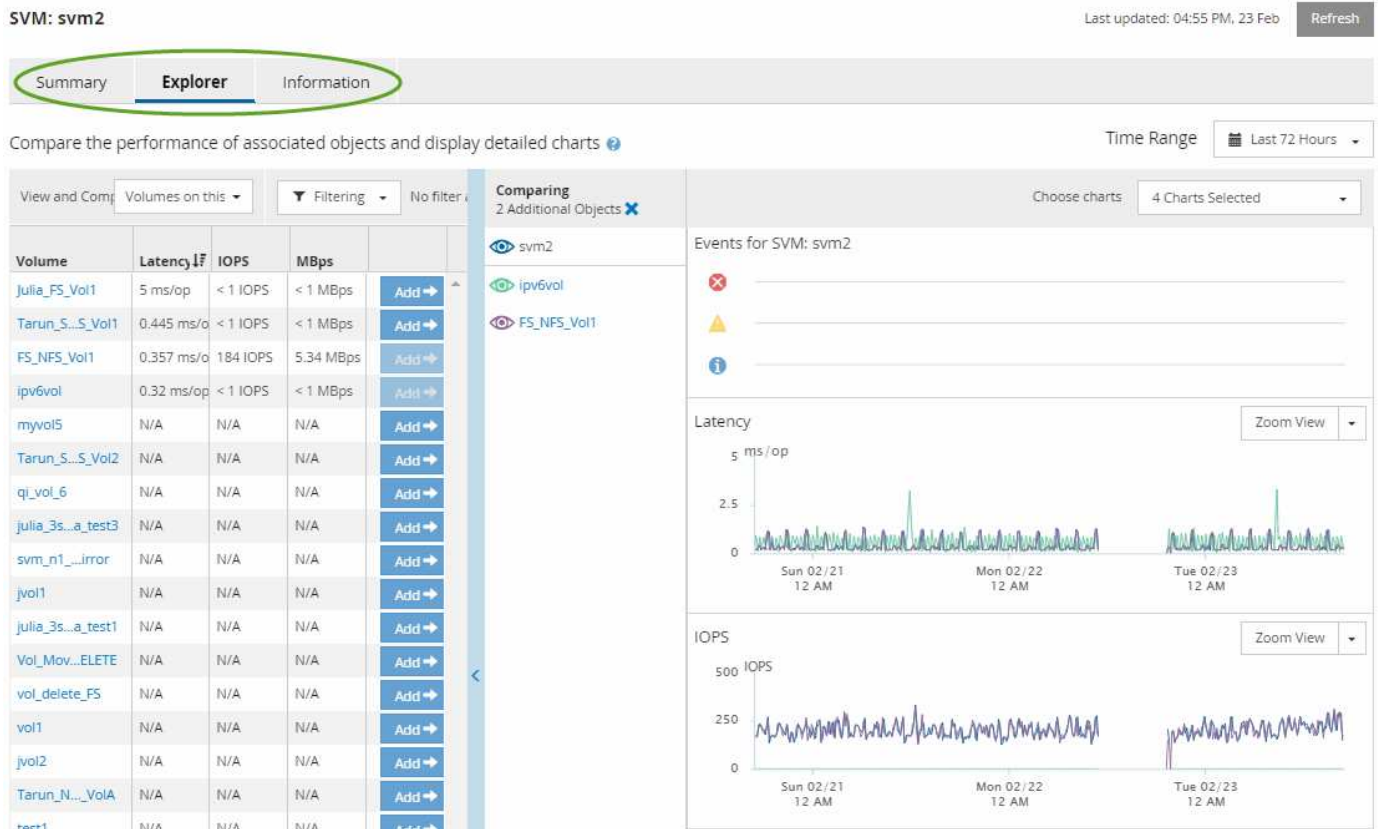 SVM: svm2
Last updated: 04:55 PM, 23 Feb Refresh
Summary Explorer Information
Compare the performance of associated objects and display detailed charts ?
Time Range Last 72 Hours
View and Comp Volumes on this Filtering No filter
Comparing
2 Additional Objects
Choose charts 4 Charts Selected
Volume Latency IOPS MBps
Julia_FS_Vol1 5 ms/op < 1 IOPS < 1 MBps Add
Tarun_S...S_Vol1 0.445 ms/o < 1 IOPS < 1 MBps Add
FS_NFS_Vol1 0.357 ms/o 184 IOPS 5.34 MBps Add
ipv6vol 0.32 ms/op < 1 IOPS < 1 MBps Add
myvol5 N/A N/A N/A Add
Tarun_S...S_Vol2 N/A N/A N/A Add
qi_vol_6 N/A N/A N/A Add
julia_3s...a_test3 N/A N/A N/A Add
svm_n1_...irror N/A N/A N/A Add
jvol1 N/A N/A N/A Add
julia_3s...a_test1 N/A N/A N/A Add
Vol_Mov...ELETE N/A N/A N/A Add
vol_delete_FS N/A N/A N/A Add
vol1 N/A N/A N/A Add
jvol2 N/A N/A N/A Add
Tarun_N..._VolA N/A N/A N/A Add
test1 N/A N/A N/A Add
svm2
ipv6vol
FS_NFS_Vol1
Events for SVM: svm2
Latency Zoom View
5 ms/op
2.5
0
Sun 02/21 Mon 02/22 Tue 02/23
12 AM 12 AM 12 AM
IOPS Zoom View
500 IOPS
250
0
Sun 02/21 Mon 02/22 Tue 02/23
12 AM 12 AM 12 AM